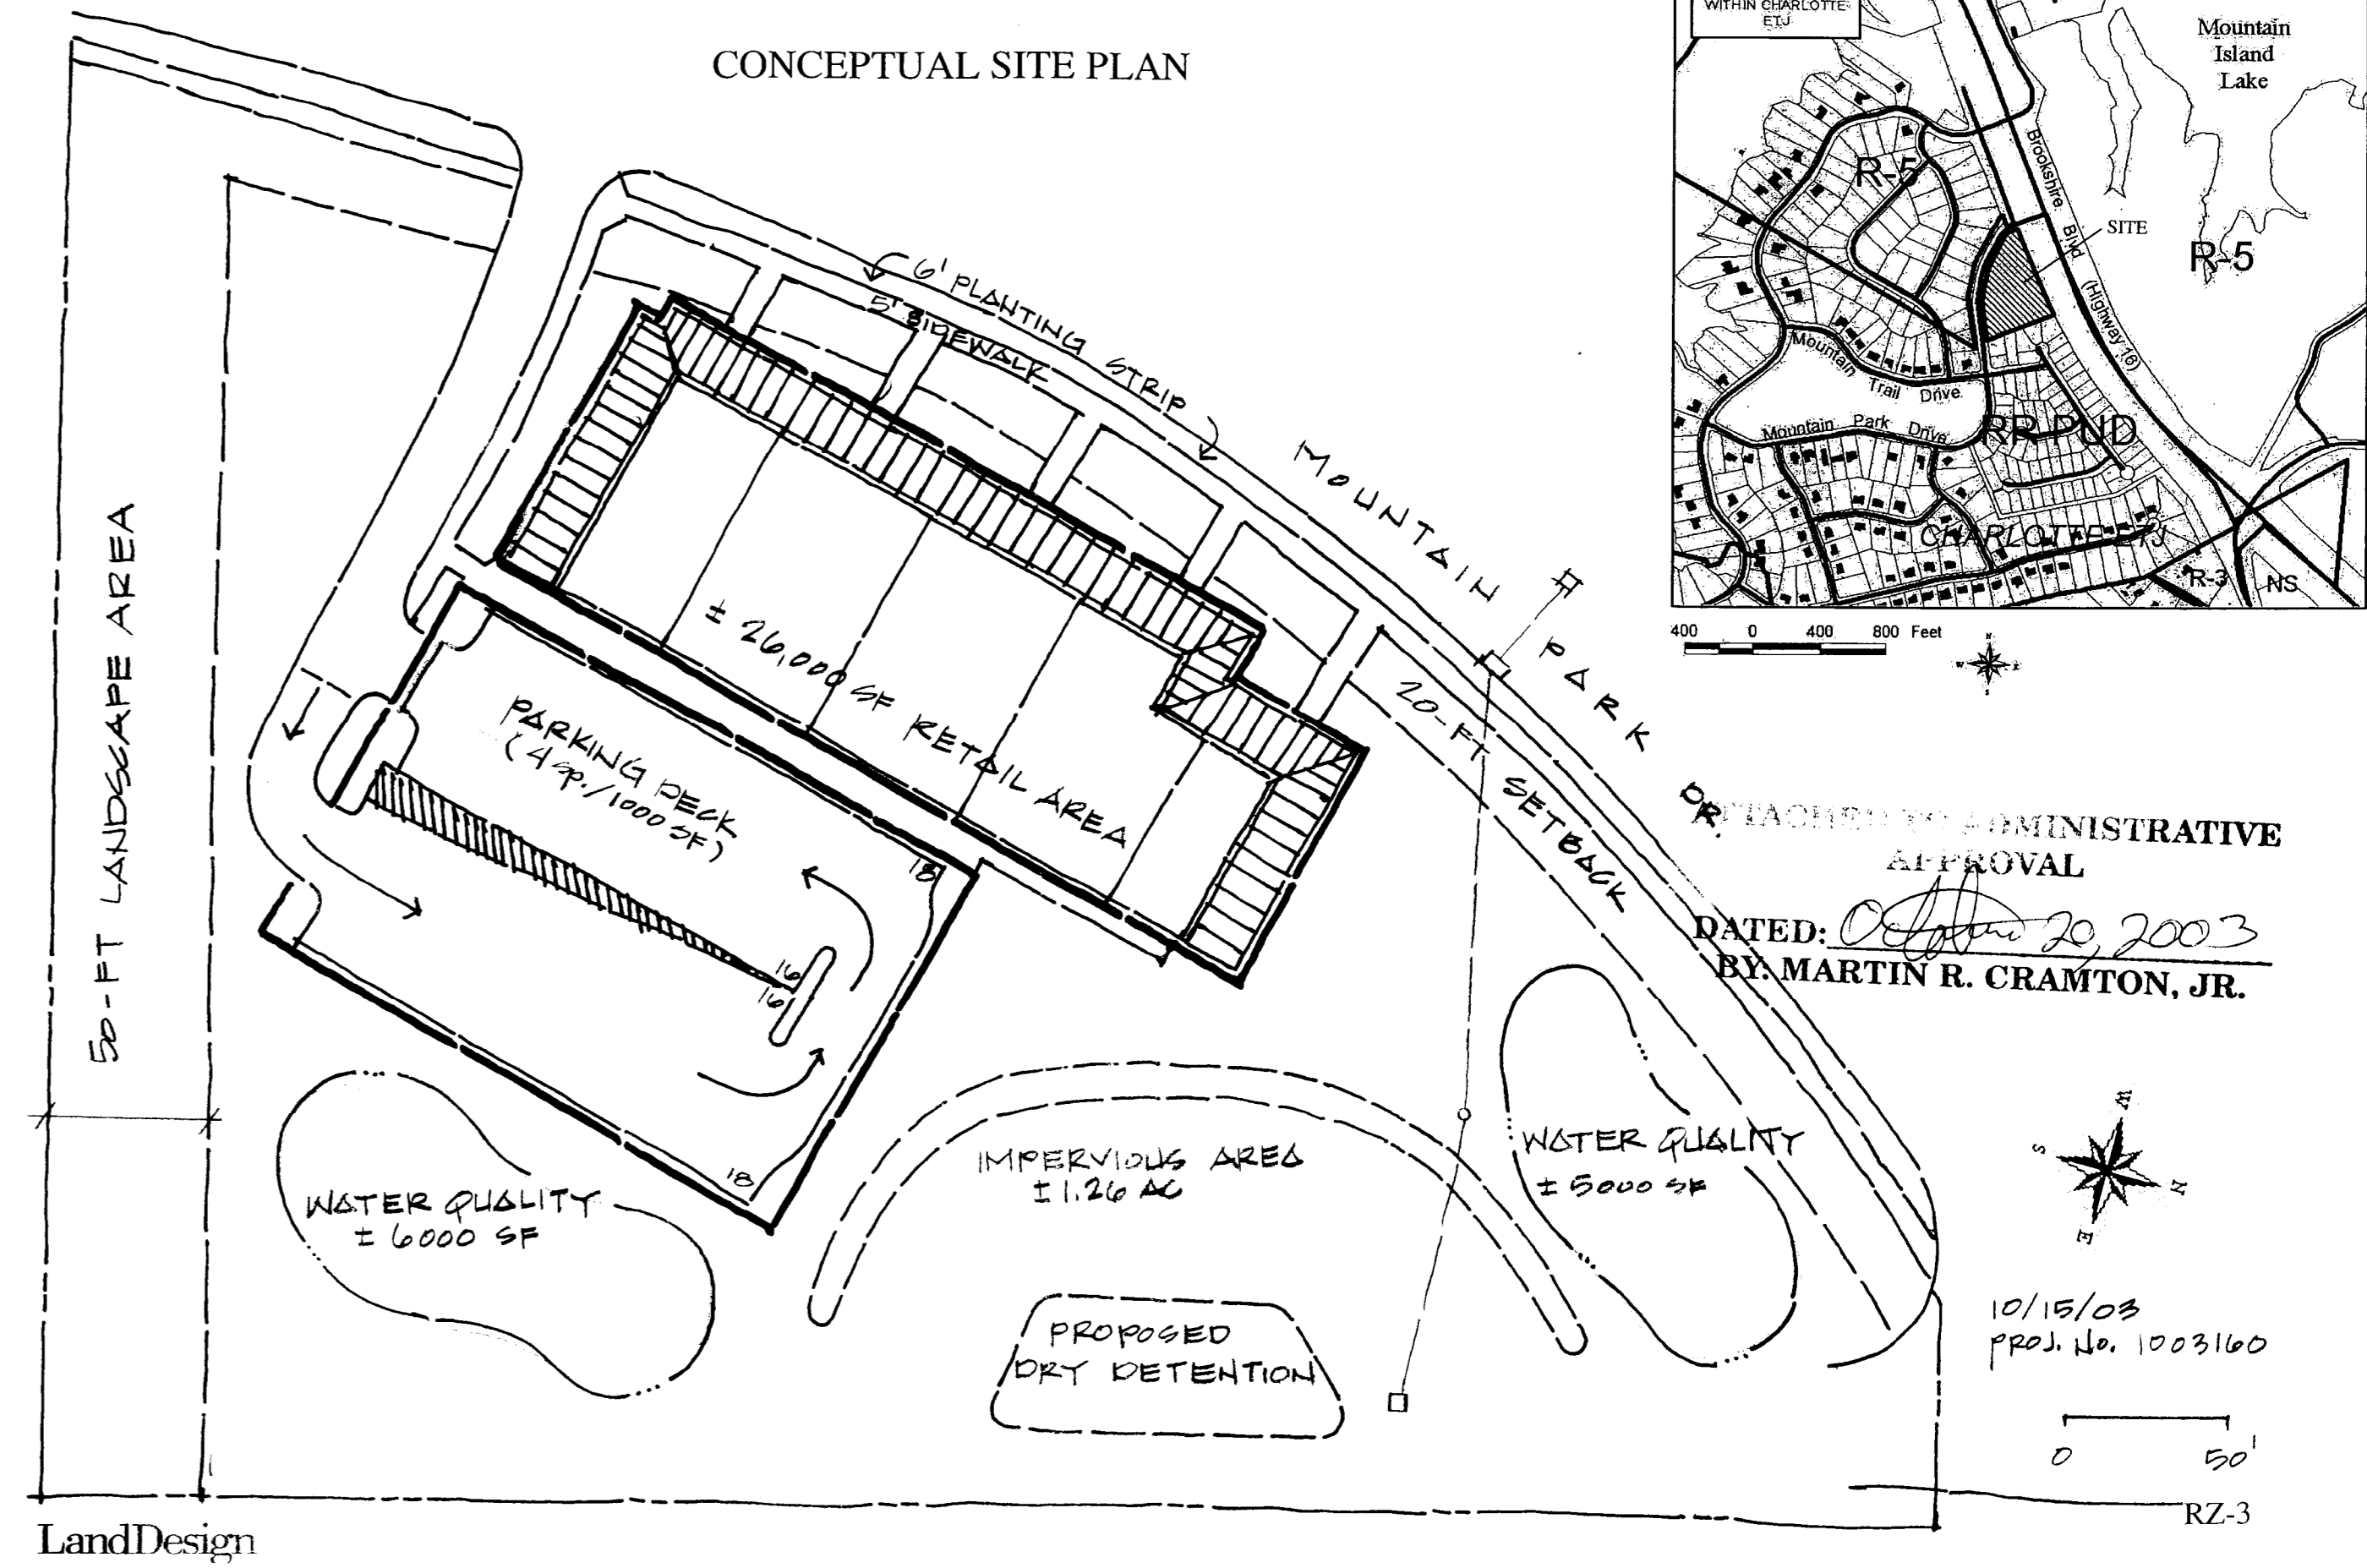 CONCEPTUAL SITE PLAN
6' PLANTING STRIP
5' SIDEWALK
MOUNTAIN PARK DR.
50-FT LANDSCAPE AREA
± 26,000 SF RETAIL AREA
PARKING DECK
(4 SP./1000 SF)
20-FT SETBACK
18
16
16
18
WATER QUALITY
± 6000 SF
IMPERVIOUS AREA
±1.26 AC
WATER QUALITY
± 5000 SF
PROPOSED
DRY DETENTION
WITHIN CHARLOTTE
ETJ
Mountain
Island
Lake
R-5
Brookshire Blvd (Highway 16)
SITE
R-5
Mountain Trail Drive
Mountain Park Drive
RR PUD
CHARLOTTE ETJ
R-3
NS
400 0 400 800 Feet
N
W E
S
ATTACHED TO ADMINISTRATIVE
APPROVAL
DATED: October 20, 2003
BY: MARTIN R. CRAMTON, JR.
W
S N
E
10/15/03
PROJ. No. 1003160
0 50'
RZ-3
LandDesign